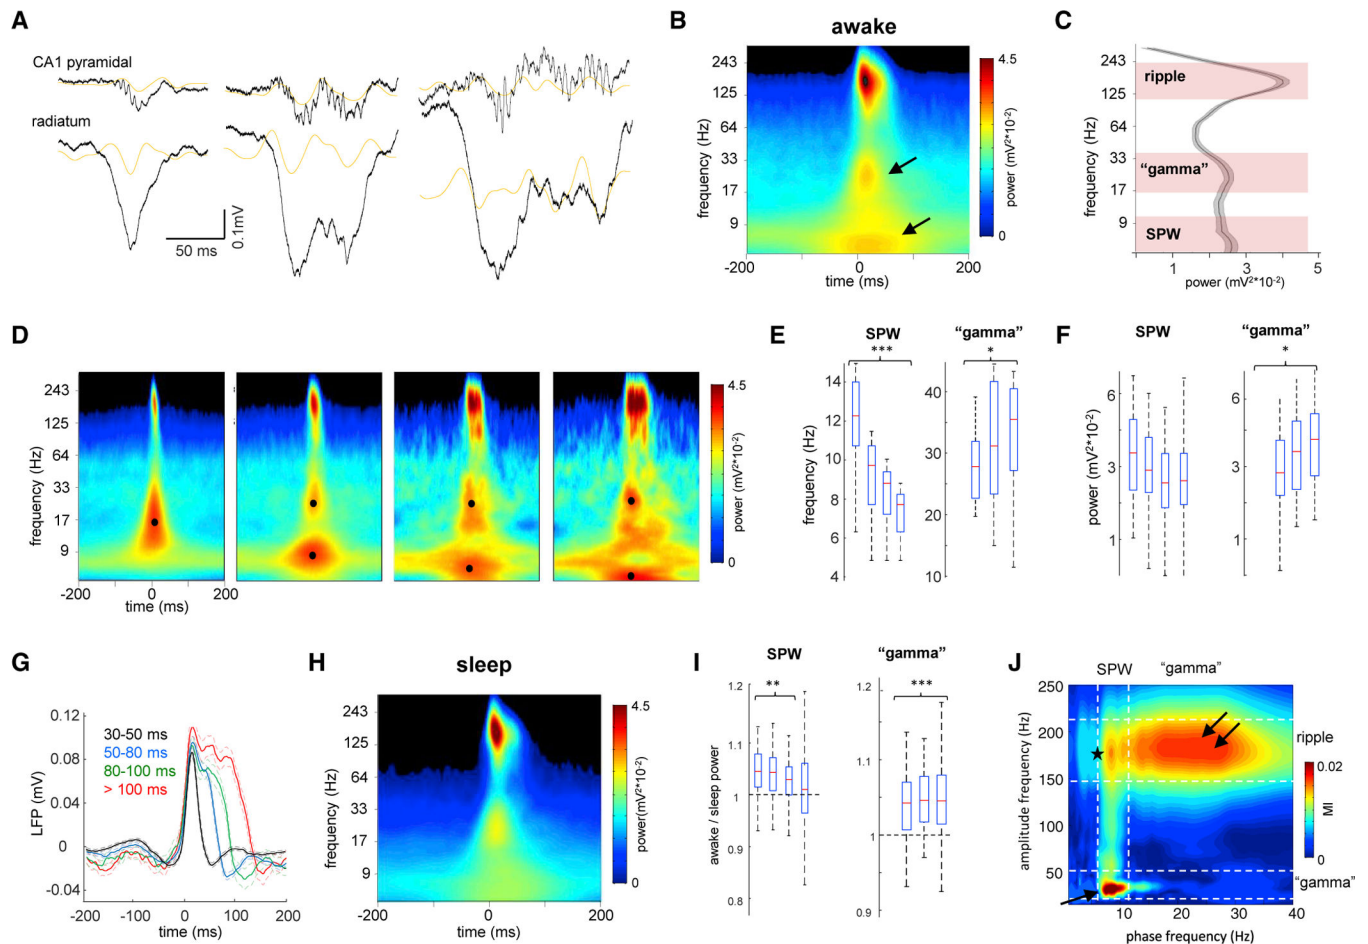 A
CA1 pyramidal
radiatum
50 ms
0.1mV
B
awake
243
125
64
33
17
9
frequency (Hz)
-200
0
200
time (ms)
4.5
0
power (mV²*10⁻²)
C
243
125
64
33
17
9
frequency (Hz)
ripple
“gamma”
SPW
1
3
5
power (mV²*10⁻²)
D
243
125
64
33
17
9
frequency (Hz)
-200
0
200
time (ms)
4.5
0
power (mV²*10⁻²)
E
SPW
“gamma”
***
*
14
12
10
8
6
4
frequency (Hz)
40
30
20
10
F
SPW
“gamma”
*
6
3
1
power (mV²*10⁻²)
6
3
1
G
0.12
0.08
0.04
0
-0.04
LFP (mV)
30-50 ms
50-80 ms
80-100 ms
> 100 ms
-200
-100
0
100
200
time (ms)
H
sleep
243
125
64
33
17
9
frequency (Hz)
-200
0
200
time (ms)
4.5
0
power(mV²*10⁻²)
I
SPW
“gamma”
**
***
1.2
1.1
1
0.9
0.8
awake / sleep power
1.2
1.1
1
0.9
J
SPW
“gamma”
250
200
150
100
50
amplitude frequency (Hz)
10
20
30
40
phase frequency (Hz)
ripple
0.02
0
MI
“gamma”